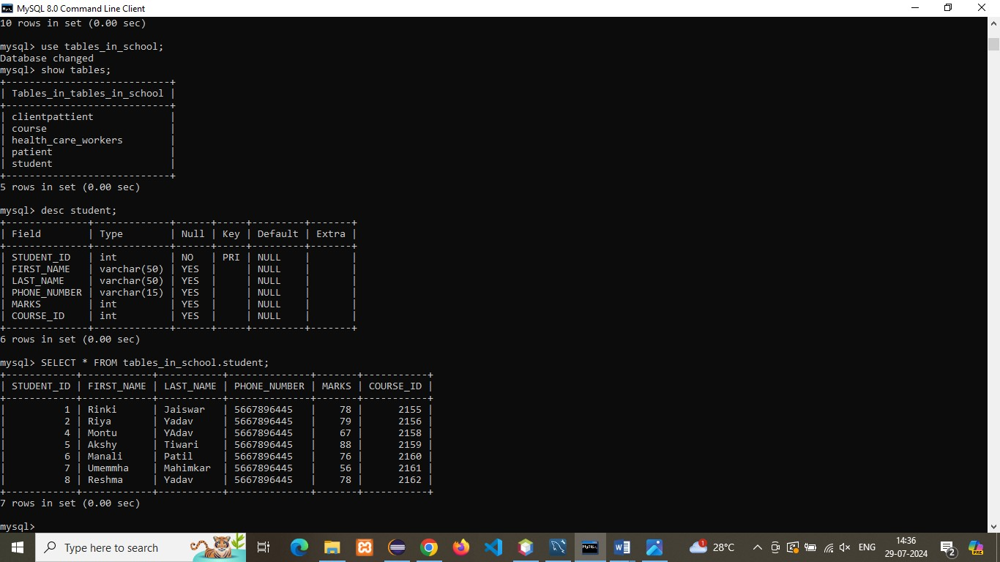 MySQL 8.0 Command Line Client
10 rows in set (0.00 sec)
mysql> use tables_in_school;
Database changed
mysql> show tables;
+----------------------------+
| Tables_in_tables_in_school |
+----------------------------+
| clientpattient             |
| course                     |
| health_care_workers        |
| patient                    |
| student                    |
+----------------------------+
5 rows in set (0.00 sec)
mysql> desc student;
+--------------+-------------+------+-----+---------+-------+
| Field        | Type        | Null | Key | Default | Extra |
+--------------+-------------+------+-----+---------+-------+
| STUDENT_ID   | int         | NO   | PRI | NULL    |       |
| FIRST_NAME   | varchar(50) | YES  |     | NULL    |       |
| LAST_NAME    | varchar(50) | YES  |     | NULL    |       |
| PHONE_NUMBER | varchar(15) | YES  |     | NULL    |       |
| MARKS        | int         | YES  |     | NULL    |       |
| COURSE_ID    | int         | YES  |     | NULL    |       |
+--------------+-------------+------+-----+---------+-------+
6 rows in set (0.00 sec)
mysql> SELECT * FROM tables_in_school.student;
+------------+------------+-----------+--------------+-------+-----------+
| STUDENT_ID | FIRST_NAME | LAST_NAME | PHONE_NUMBER | MARKS | COURSE_ID |
+------------+------------+-----------+--------------+-------+-----------+
|          1 | Rinki      | Jaiswar   | 5667896445   |    78 |      2155 |
|          2 | Riya       | Yadav     | 5667896445   |    79 |      2156 |
|          4 | Montu      | YAdav     | 5667896445   |    67 |      2158 |
|          5 | Akshy      | Tiwari    | 5667896445   |    88 |      2159 |
|          6 | Manali     | Patil     | 5667896445   |    76 |      2160 |
|          7 | Umemmha    | Mahimkar  | 5667896445   |    56 |      2161 |
|          8 | Reshma     | Yadav     | 5667896445   |    78 |      2162 |
+------------+------------+-----------+--------------+-------+-----------+
7 rows in set (0.00 sec)
mysql>
Type here to search
28°C
ENG
14:36
29-07-2024
2